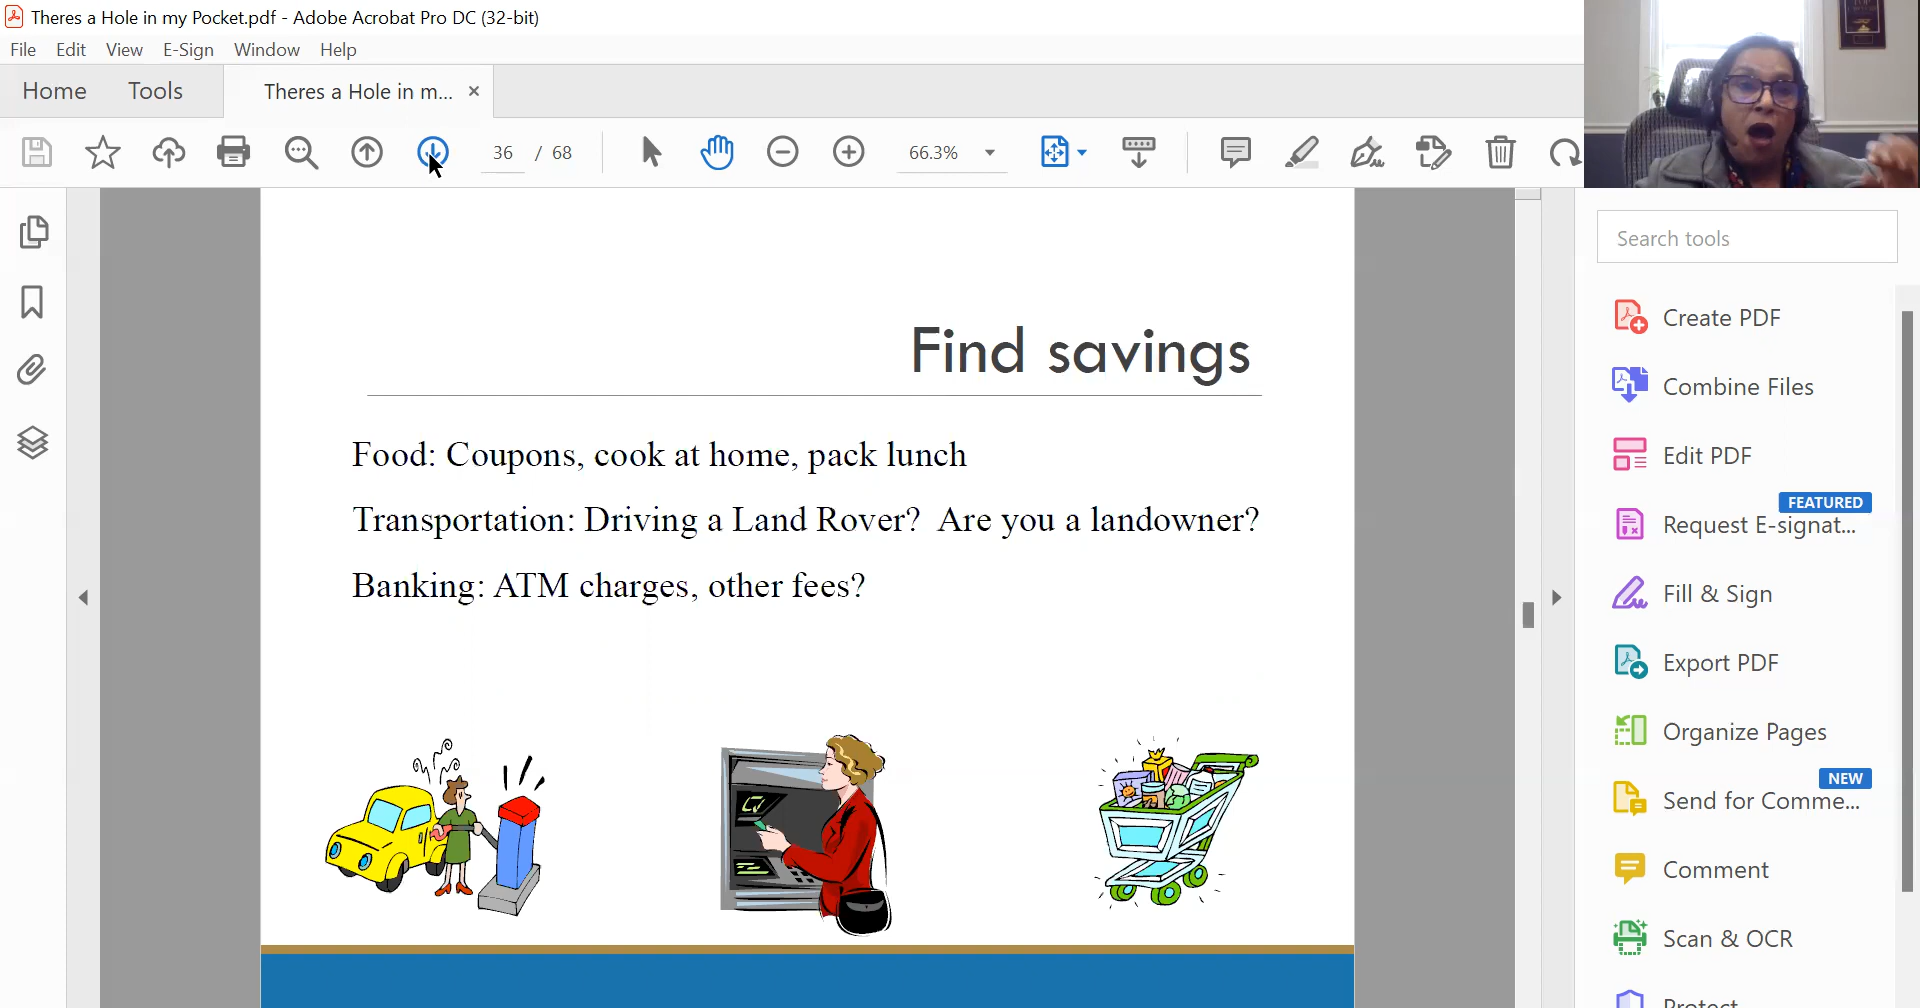 Theres a Hole in my Pocket.pdf - Adobe Acrobat Pro DC (32-bit)
File Edit View E-Sign Window Help
Home Tools Theres a Hole in m... ×
36 / 68 66.3%
Search tools
Create PDF
Combine Files
Edit PDF
FEATURED
Request E-signat...
Fill & Sign
Export PDF
Organize Pages
NEW
Send for Comme...
Comment
Scan & OCR
Protect
Find savings
Food: Coupons, cook at home, pack lunch
Transportation: Driving a Land Rover? Are you a landowner?
Banking: ATM charges, other fees?